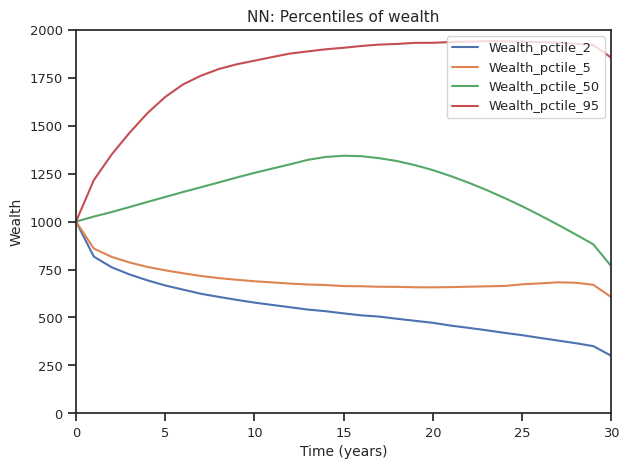 NN: Percentiles of wealth
2000
1750
1500
1250
1000
750
500
250
0
Wealth
Wealth_pctile_2
Wealth_pctile_5
Wealth_pctile_50
Wealth_pctile_95
0 5 10 15 20 25 30
Time (years)